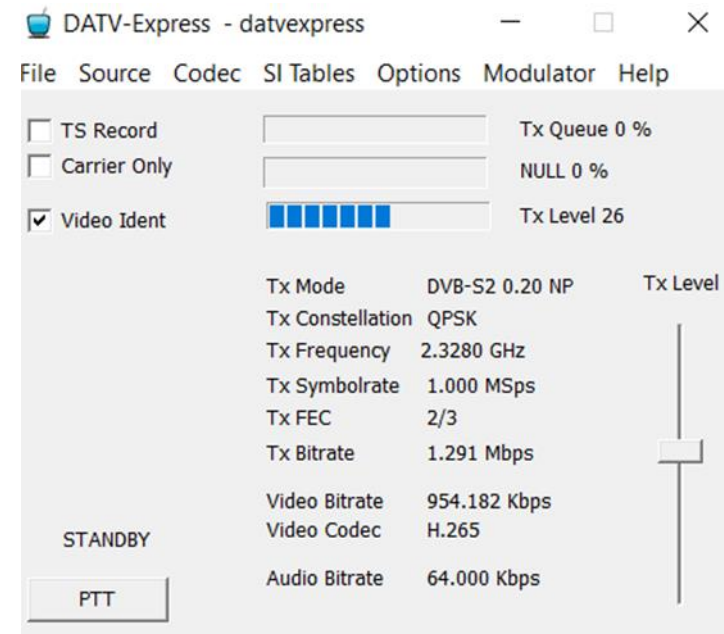 DATV-Express - datvexpress
File Source Codec SI Tables Options Modulator Help
TS Record Tx Queue 0 %
Carrier Only NULL 0 %
Video Ident Tx Level 26
Tx Mode DVB-S2 0.20 NP Tx Level
Tx Constellation QPSK
Tx Frequency 2.3280 GHz
Tx Symbolrate 1.000 MSps
Tx FEC 2/3
Tx Bitrate 1.291 Mbps
Video Bitrate 954.182 Kbps
Video Codec H.265
STANDBY
Audio Bitrate 64.000 Kbps
PTT